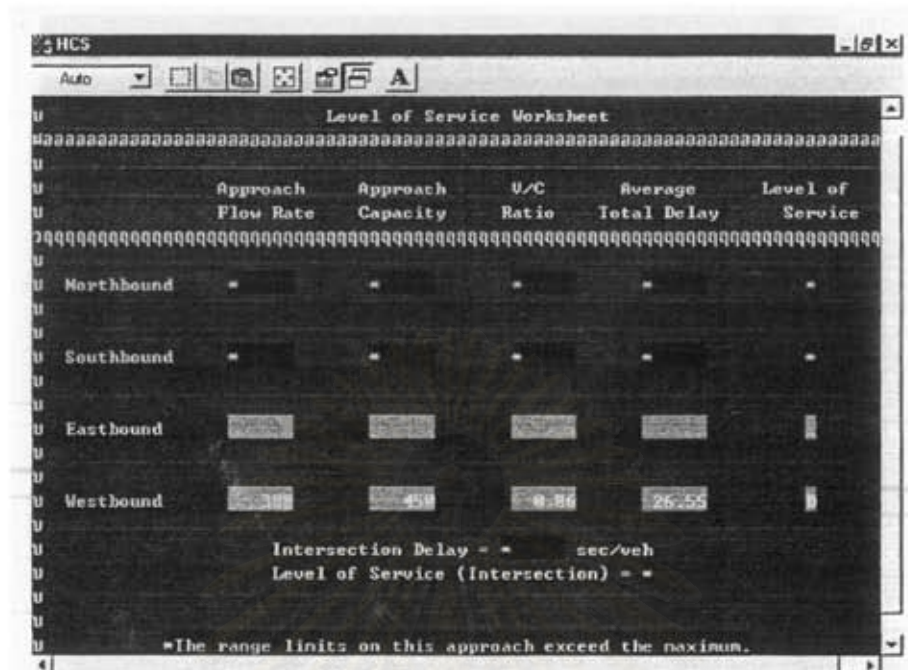 HCS
Auto
A
Level of Service Worksheet
Approach Approach V/C Average Level of
Flow Rate Capacity Ratio Total Delay Service
Northbound * * * * *
Southbound * * * * *
Eastbound
Westbound 450 0.86 26.55 D
Intersection Delay = * sec/veh
Level of Service (Intersection) = *
*The range limits on this approach exceed the maximum.